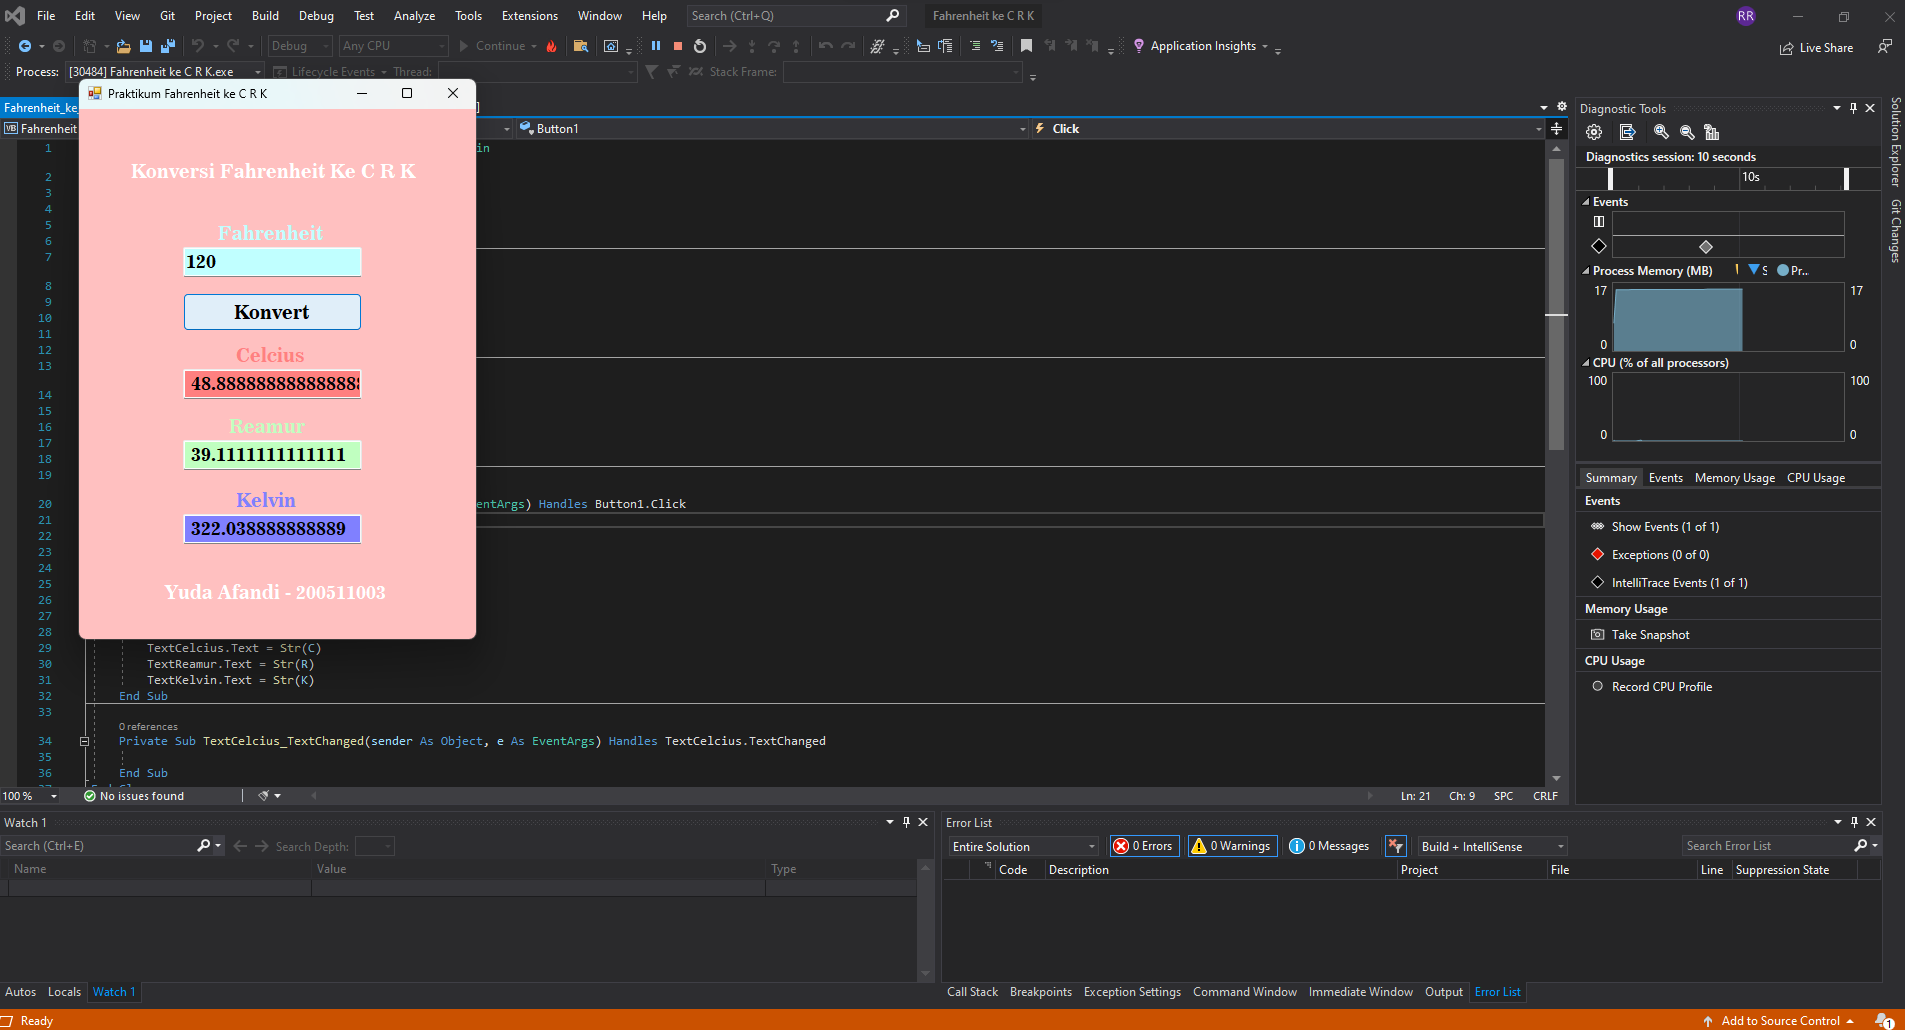 File Edit View Git Project Build Debug Test Analyze Tools Extensions Window Help Search (Ctrl+Q) Fahrenheit ke C R K RR
Debug Any CPU Continue Application Insights Live Share
Process: [30484] Fahrenheit ke C R K.exe Lifecycle Events Thread: Stack Frame:
Praktikum Fahrenheit ke C R K
Konversi Fahrenheit Ke C R K
Fahrenheit
120
Konvert
Celcius
48.8888888888888
Reamur
39.1111111111111
Kelvin
322.038888888889
Yuda Afandi - 200511003
Fahrenheit_ke_
VB Fahrenheit Button1 Click
1 in
2
3
4
5
6
7
8
9
10
11
12
13
14
15
16
17
18
19
20 entArgs) Handles Button1.Click
21
22
23
24
25
26
27
28
29 TextCelcius.Text = Str(C)
30 TextReamur.Text = Str(R)
31 TextKelvin.Text = Str(K)
32 End Sub
33
0 references
34 Private Sub TextCelcius_TextChanged(sender As Object, e As EventArgs) Handles TextCelcius.TextChanged
35
36 End Sub
100 % No issues found Ln: 21 Ch: 9 SPC CRLF
Diagnostic Tools
Diagnostics session: 10 seconds
10s
Events
Process Memory (MB) S Pr...
17 17
0 0
CPU (% of all processors)
100 100
0 0
Summary Events Memory Usage CPU Usage
Events
Show Events (1 of 1)
Exceptions (0 of 0)
IntelliTrace Events (1 of 1)
Memory Usage
Take Snapshot
CPU Usage
Record CPU Profile
Solution Explorer
Git Changes
Watch 1
Search (Ctrl+E) Search Depth:
Name Value Type
Autos Locals Watch 1
Error List
Entire Solution 0 Errors 0 Warnings 0 Messages Build + IntelliSense Search Error List
Code Description Project File Line Suppression State
Call Stack Breakpoints Exception Settings Command Window Immediate Window Output Error List
Ready Add to Source Control 1